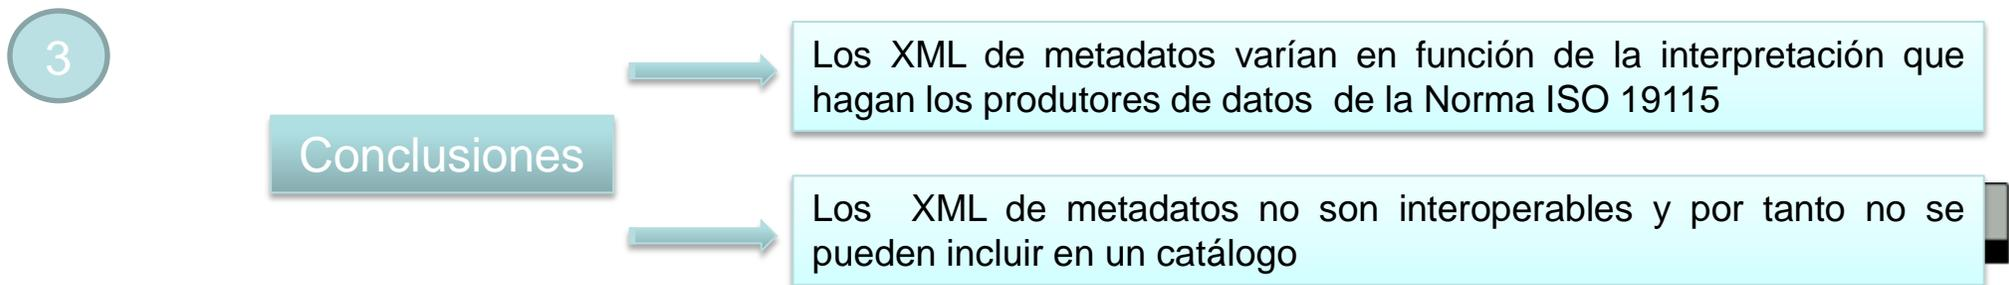 3
Conclusiones
Los XML de metadatos varían en función de la interpretación que
hagan los produtores de datos de la Norma ISO 19115
Los XML de metadatos no son interoperables y por tanto no se
pueden incluir en un catálogo